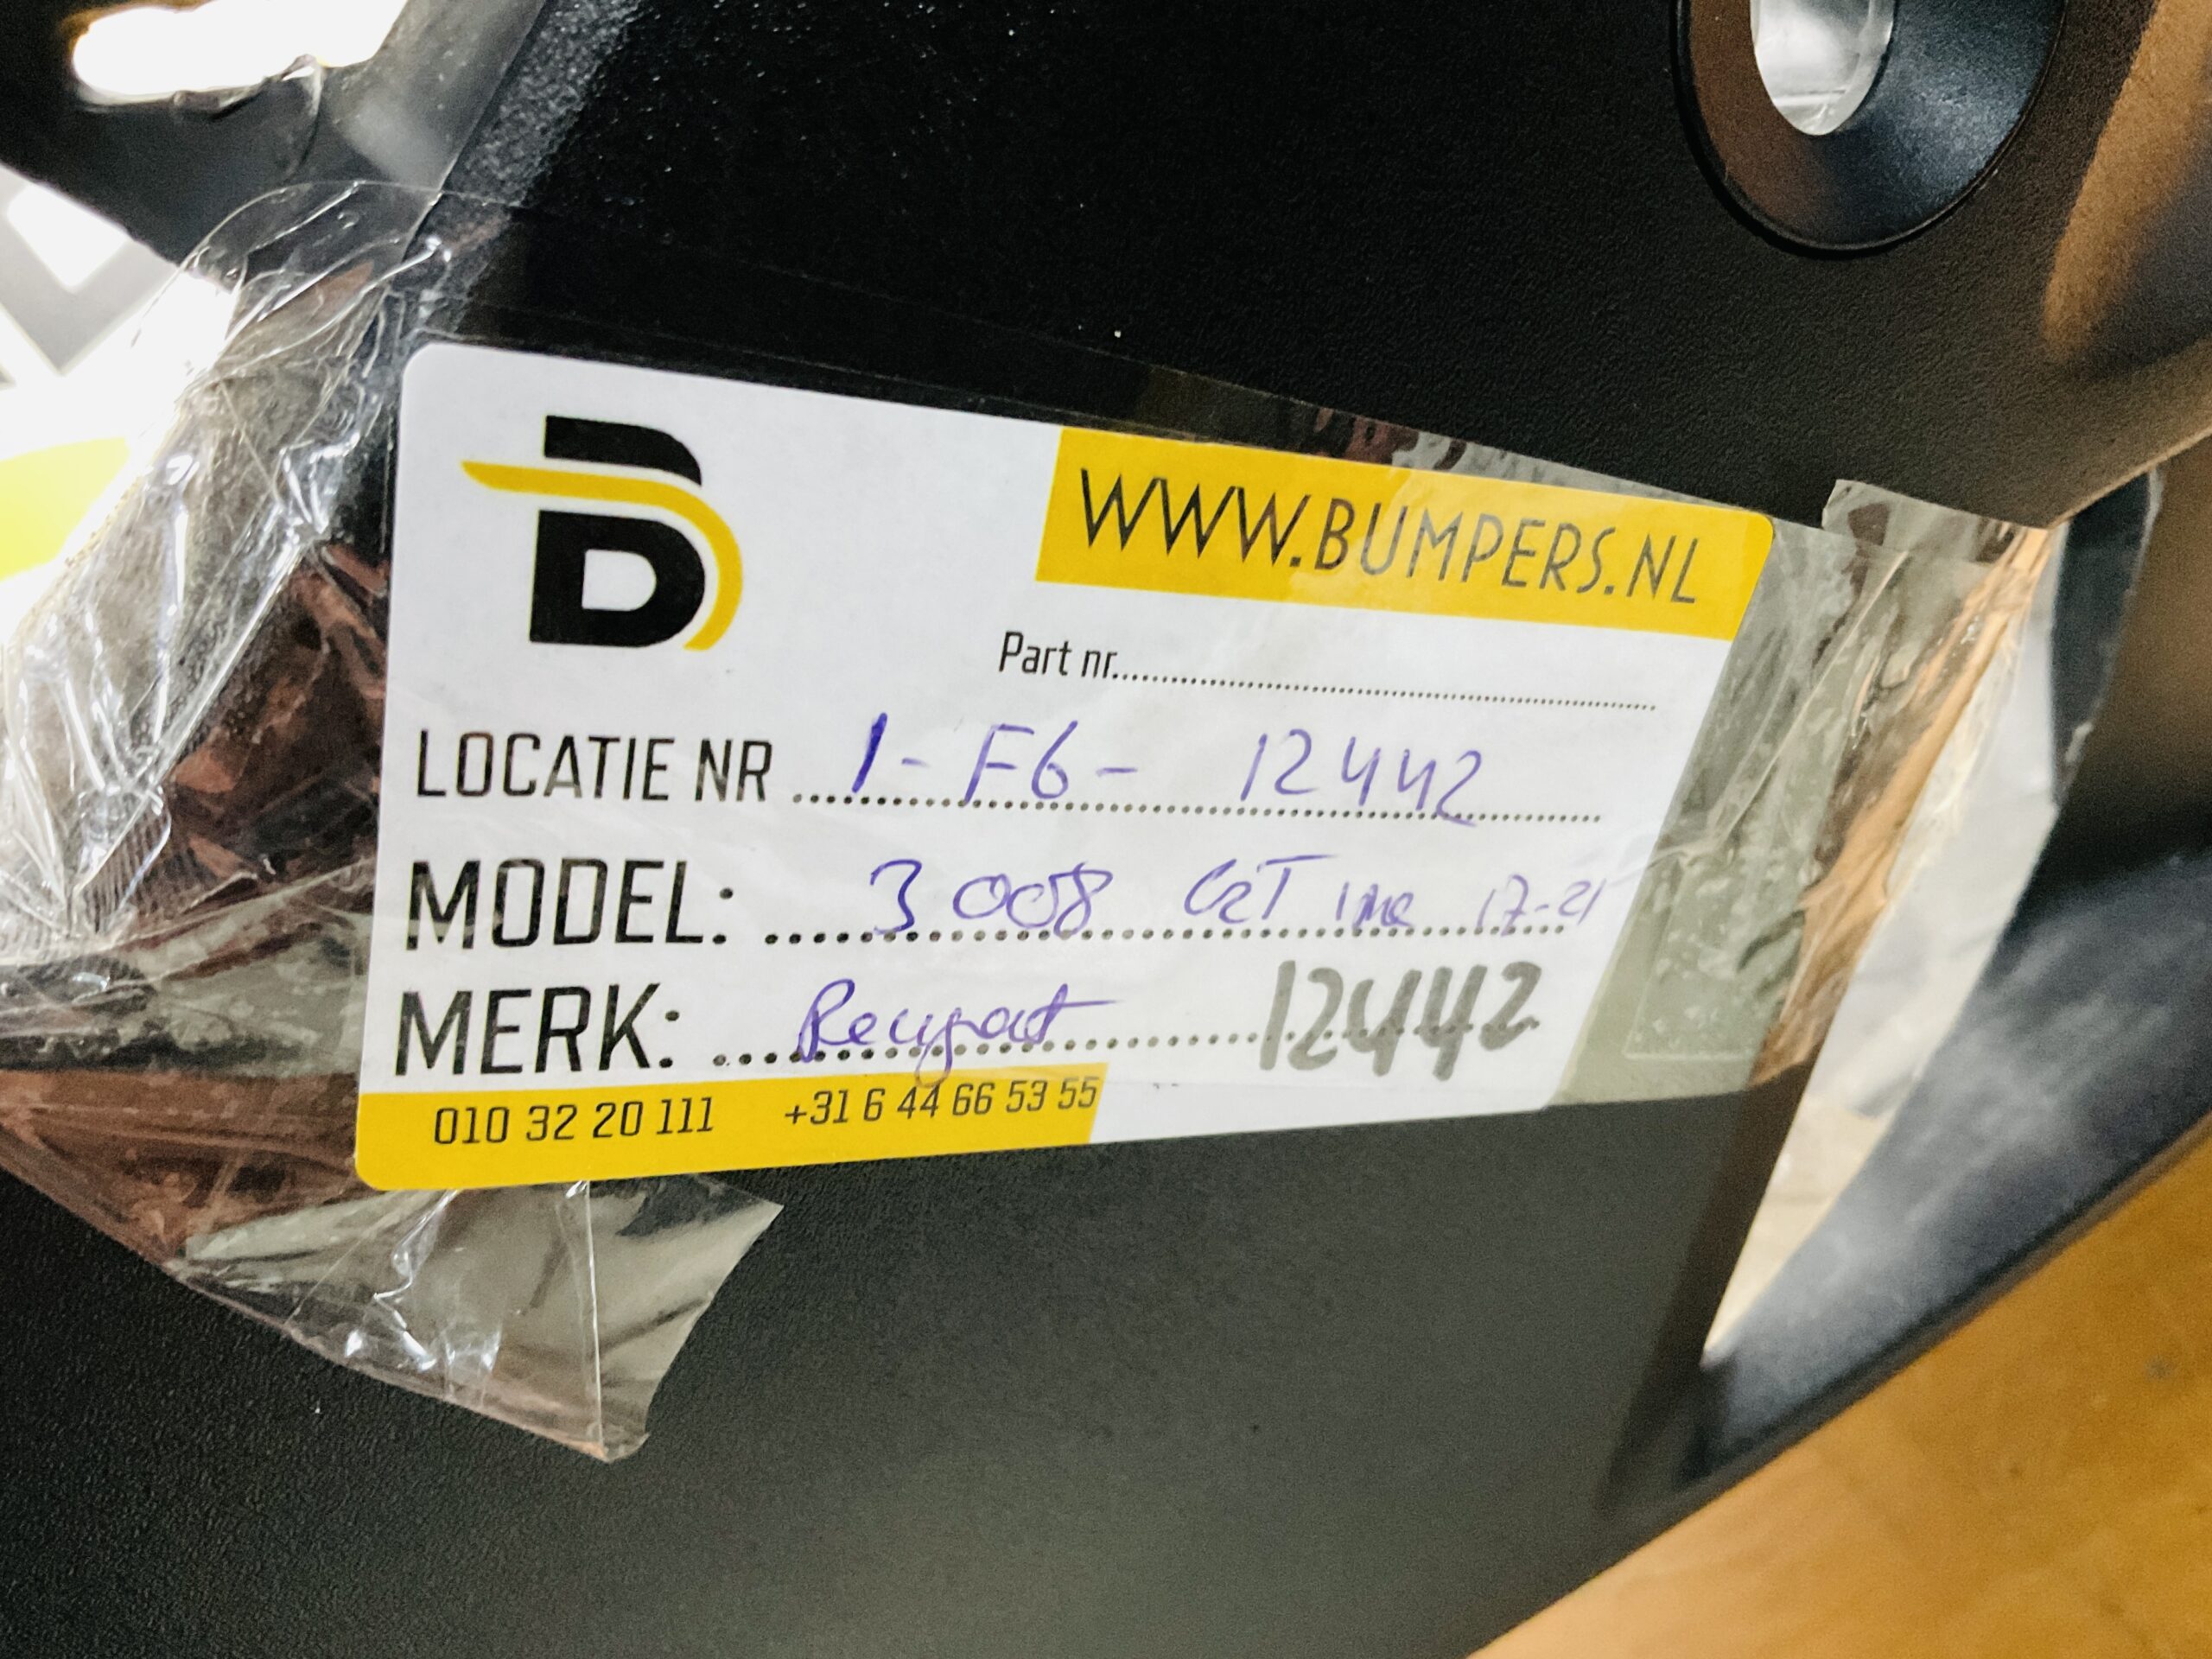 B
WWW.BUMPERS.NL
Part nr.
LOCATIE NR 1-F6- 12442
MODEL: 3008 GT line 17-21
MERK: Peugeot 12442
010 32 20 111 +31 6 44 66 53 55